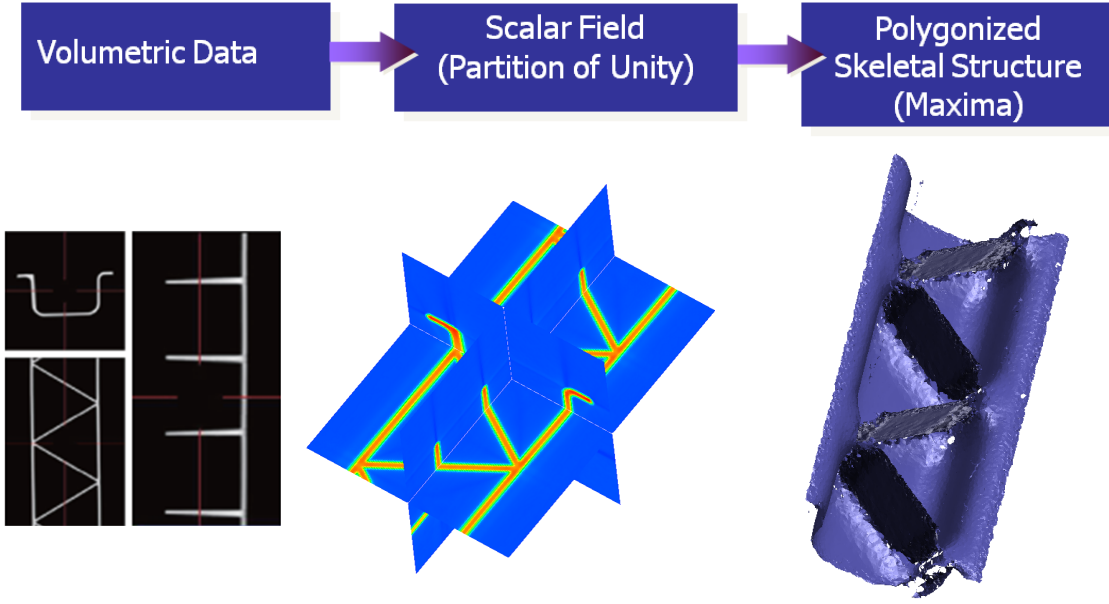 Volumetric Data
Scalar Field
(Partition of Unity)
Polygonized
Skeletal Structure
(Maxima)